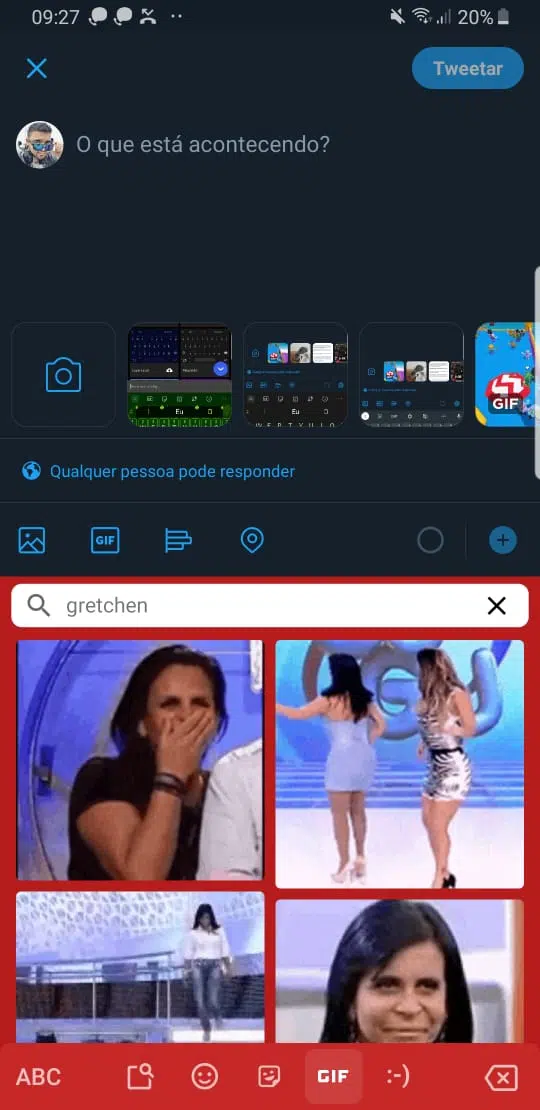 09:27
20%
Tweetar
O que está acontecendo?
Eu
Eu
GIF
Qualquer pessoa pode responder
GIF
gretchen
ABC
GIF
:-)